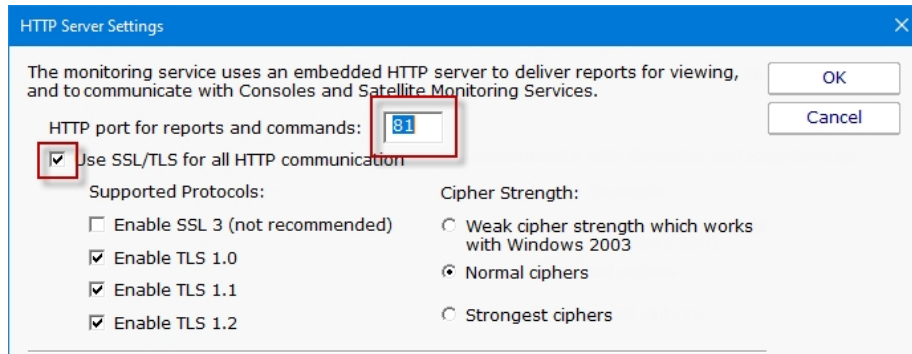 HTTP Server Settings
The monitoring service uses an embedded HTTP server to deliver reports for viewing,
and to communicate with Consoles and Satellite Monitoring Services.
OK
Cancel
HTTP port for reports and commands: 81
Use SSL/TLS for all HTTP communication
Supported Protocols:
Enable SSL 3 (not recommended)
Enable TLS 1.0
Enable TLS 1.1
Enable TLS 1.2
Cipher Strength:
Weak cipher strength which works
with Windows 2003
Normal ciphers
Strongest ciphers